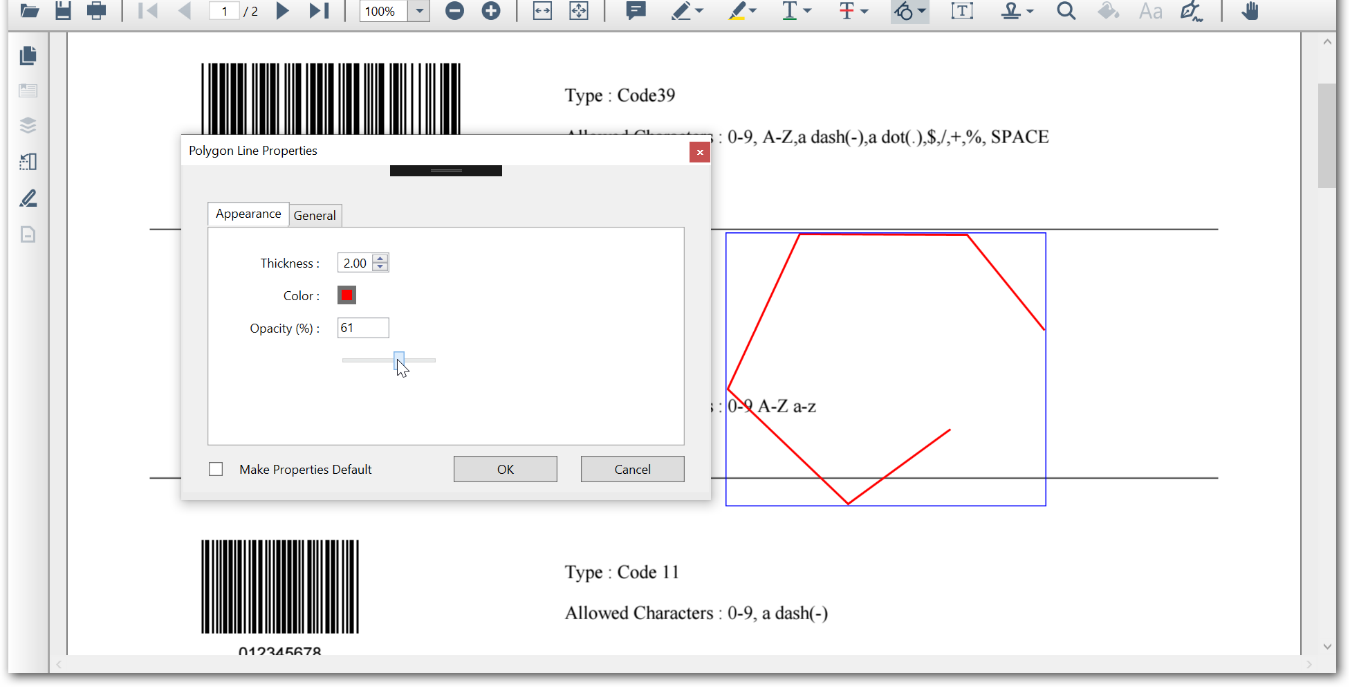 1 / 2 100% T T T Aa
Type : Code39
Allowed Characters : 0-9, A-Z,a dash(-),a dot(.),$,/,+,%, SPACE
Polygon Line Properties
Appearance General
Thickness : 2.00
Color :
Opacity (%) : 61
s : 0-9 A-Z a-z
Make Properties Default OK Cancel
Type : Code 11
Allowed Characters : 0-9, a dash(-)
012345678